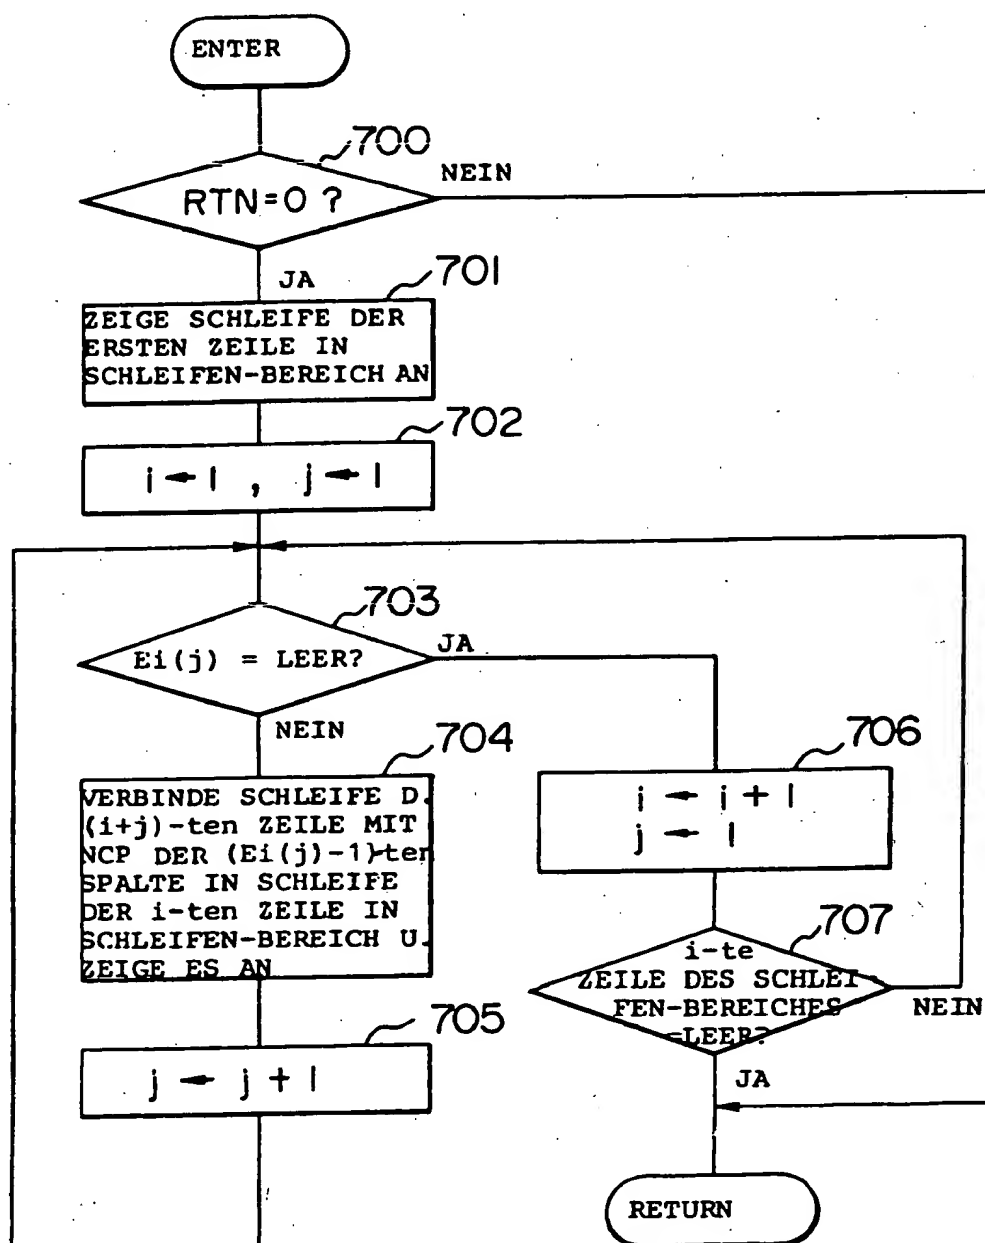 ENTER
700
RTN=0 ?
NEIN
JA
701
ZEIGE SCHLEIFE DER
ERSTEN ZEILE IN
SCHLEIFEN-BEREICH AN
702
i ← 1 , j ← 1
703
Ei(j) = LEER?
JA
NEIN
704
VERBINDE SCHLEIFE D.
(i+j)-ten ZEILE MIT
NCP DER (Ei(j)-1)-ten
SPALTE IN SCHLEIFE
DER i-ten ZEILE IN
SCHLEIFEN-BEREICH U.
ZEIGE ES AN
705
j ← j + 1
706
i ← i + 1
j ← 1
707
i-te
ZEILE DES SCHLEI-
FEN-BEREICHES
=LEER?
NEIN
JA
RETURN